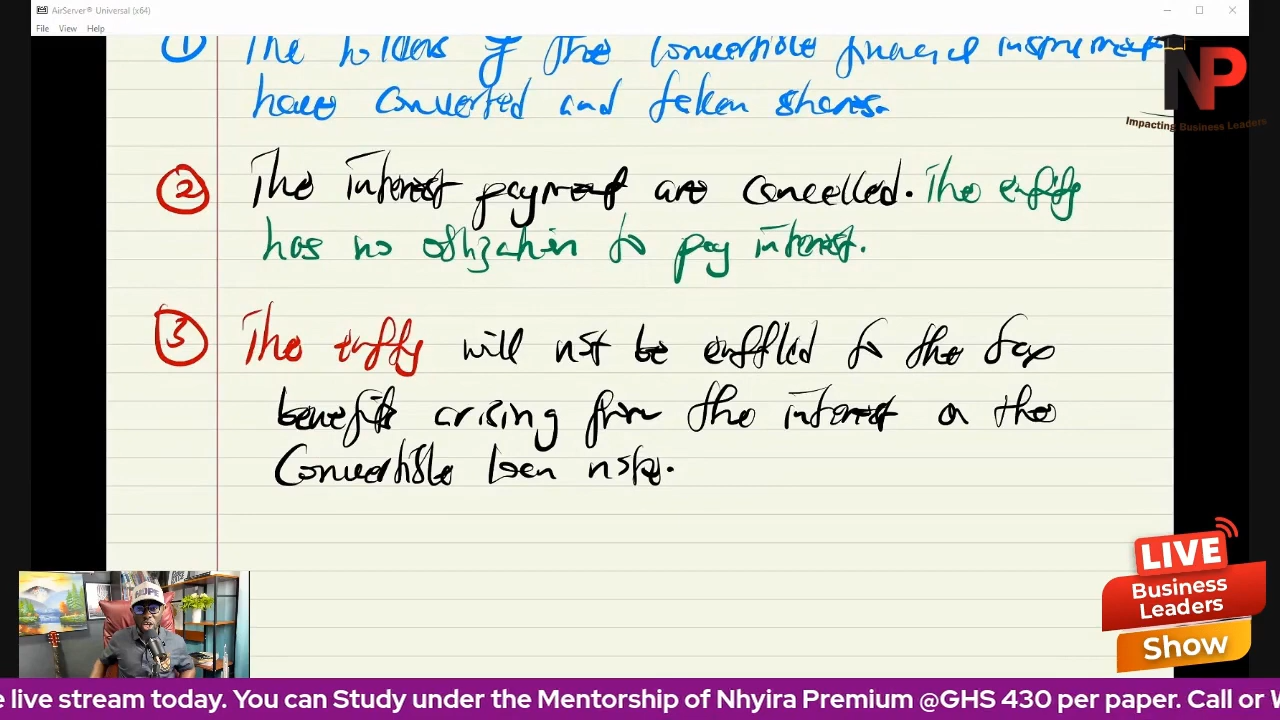 AirServer® Universal (x64)
File View Help
① The holders of the Convertible financial instrument
have converted and taken shares.
NP
Impacting Business Leaders
② The Interest payment are cancelled. The entity
has no obligation to pay interest.
③ The entity will not be entitled to the tax
benefit arising from the interest on the
Convertible loan note.
HOPE
LIVE
Business
Leaders
Show
e live stream today. You can Study under the Mentorship of Nhyira Premium @GHS 430 per paper. Call or W